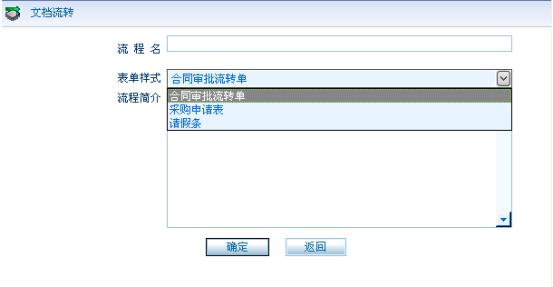 文档流转
流 程 名
表单样式 合同审批流转单
流程简介 合同审批流转单
采购申请表
请假条
确定 返回